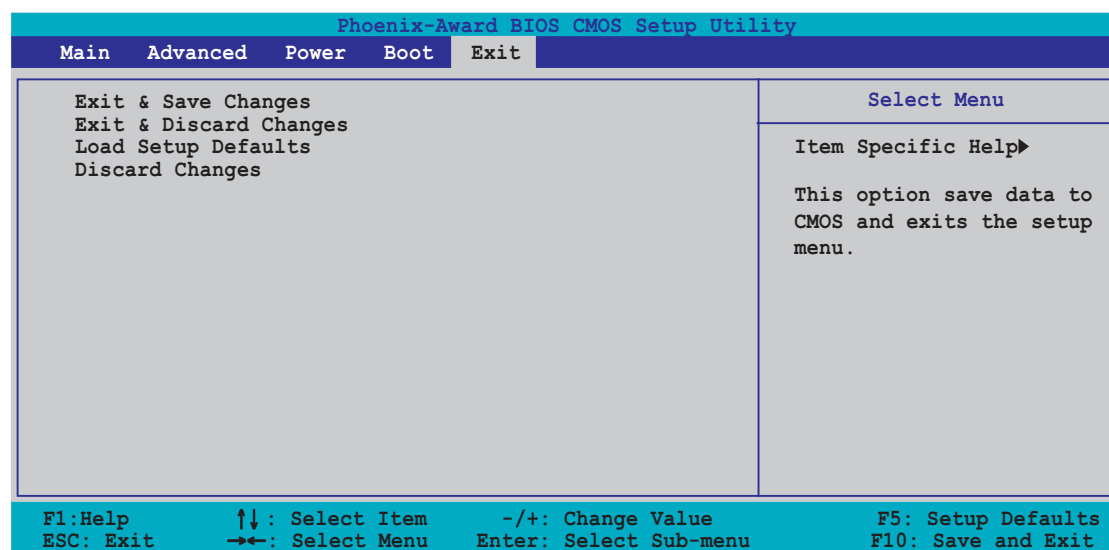 Phoenix-Award BIOS CMOS Setup Utility
Main Advanced Power Boot Exit
Exit & Save Changes
Exit & Discard Changes
Load Setup Defaults
Discard Changes
Select Menu
Item Specific Help▶
This option save data to
CMOS and exits the setup
menu.
F1:Help ↑↓: Select Item -/+: Change Value F5: Setup Defaults
ESC: Exit →←: Select Menu Enter: Select Sub-menu F10: Save and Exit